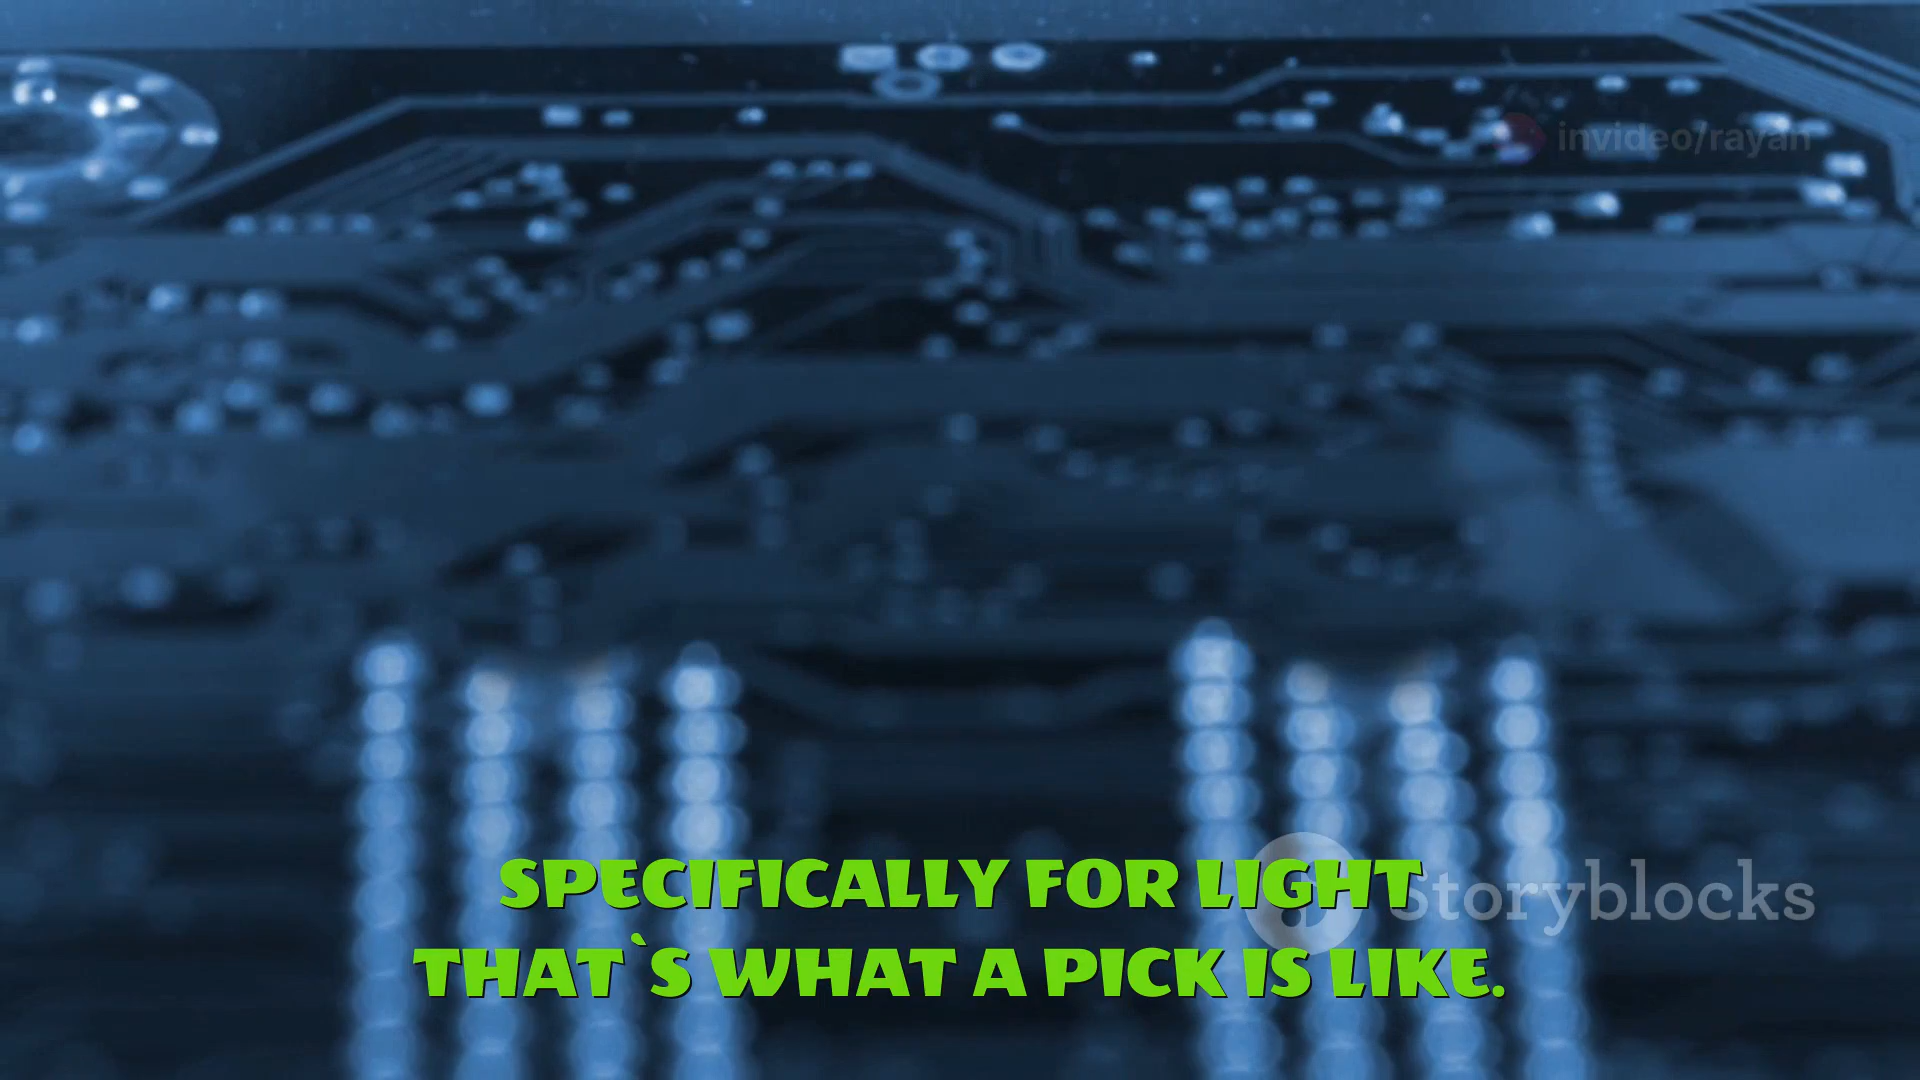 invideo/rayan
SPECIFICALLY FOR LIGHT
Storyblocks
THAT`S WHAT A PICK IS LIKE.